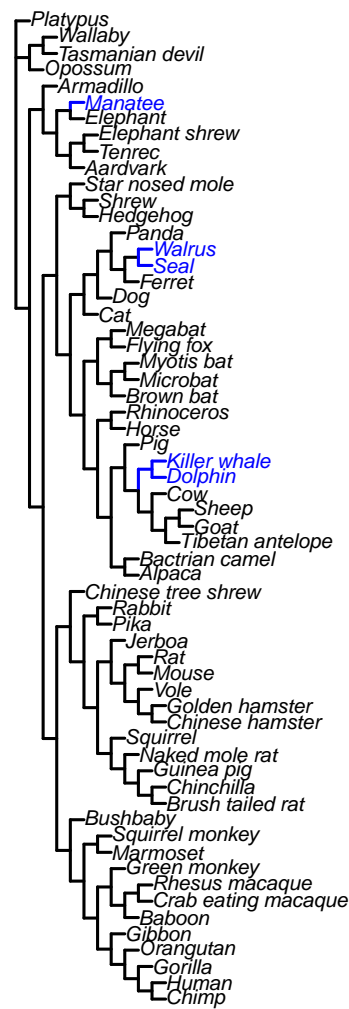 Platypus
Wallaby
Tasmanian devil
Opossum
Armadillo
Manatee
Elephant
Elephant shrew
Tenrec
Aardvark
Star nosed mole
Shrew
Hedgehog
Panda
Walrus
Seal
Ferret
Dog
Cat
Megabat
Flying fox
Myotis bat
Microbat
Brown bat
Rhinoceros
Horse
Pig
Killer whale
Dolphin
Cow
Sheep
Goat
Tibetan antelope
Bactrian camel
Alpaca
Chinese tree shrew
Rabbit
Pika
Jerboa
Rat
Mouse
Vole
Golden hamster
Chinese hamster
Squirrel
Naked mole rat
Guinea pig
Chinchilla
Brush tailed rat
Bushbaby
Squirrel monkey
Marmoset
Green monkey
Rhesus macaque
Crab eating macaque
Baboon
Gibbon
Orangutan
Gorilla
Human
Chimp